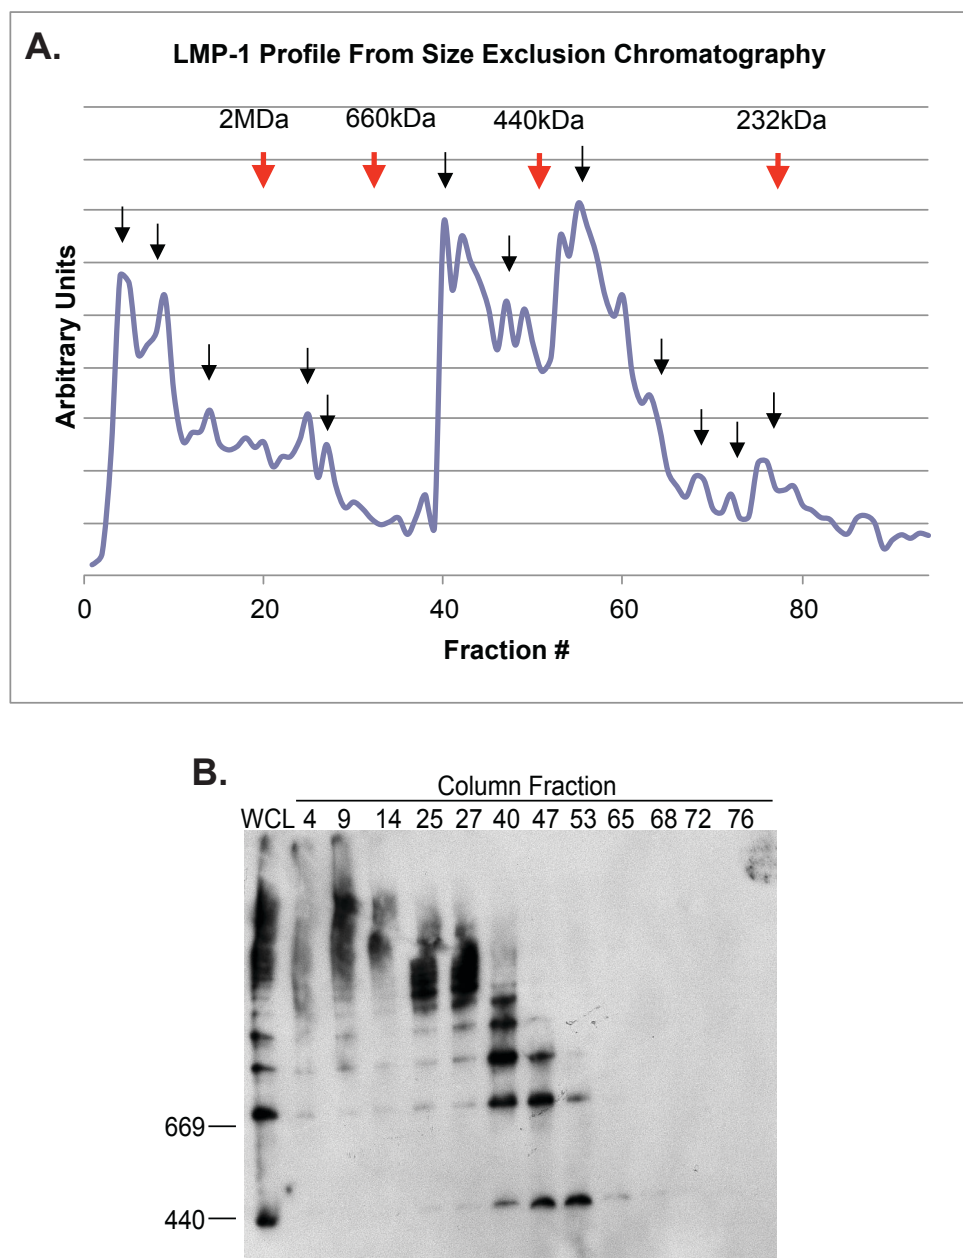 A.
LMP-1 Profile From Size Exclusion Chromatography
2MDa 660kDa 440kDa 232kDa
Arbitrary Units
0 20 40 60 80
Fraction #
B.
Column Fraction
WCL 4 9 14 25 27 40 47 53 65 68 72 76
669
440